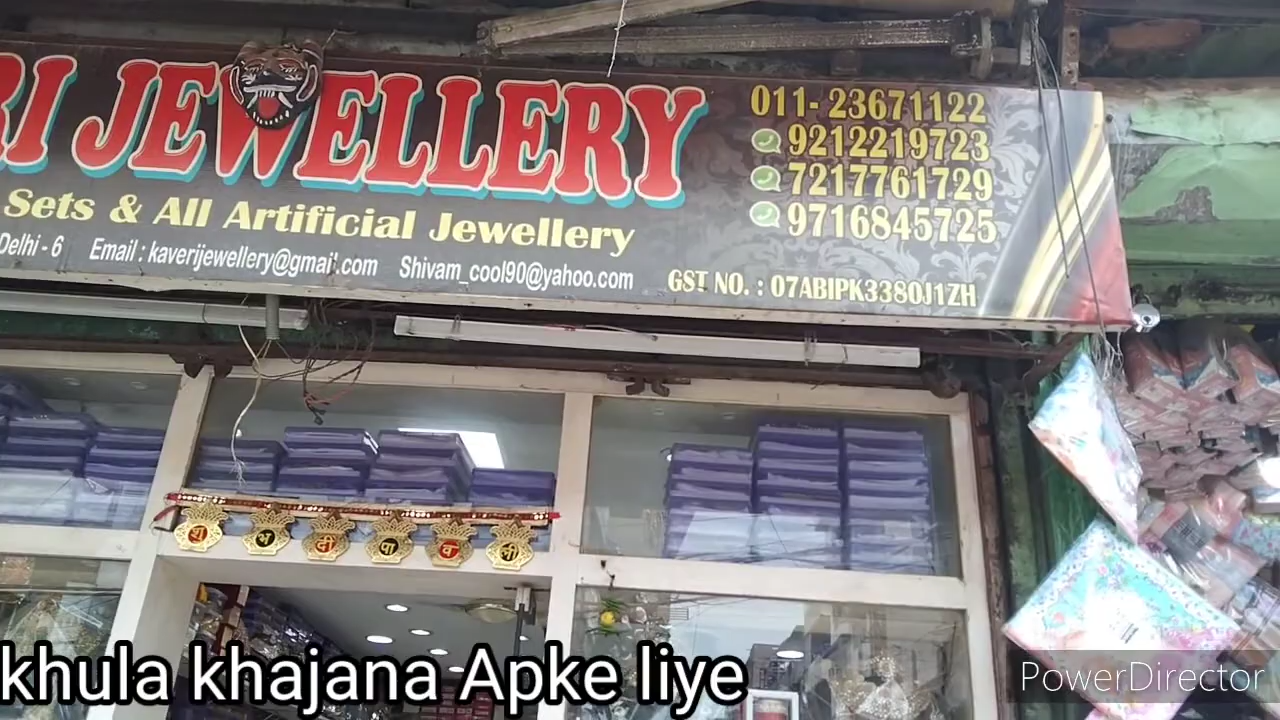 RI JEWELLERY
Sets & All Artificial Jewellery
Delhi - 6 Email : kaverijewellery@gmail.com Shivam_cool90@yahoo.com
011- 23671122
9212219723
7217761729
9716845725
GST NO. : 07ABIPK3380J1ZH
शु भ दी पा व ली
khula khajana Apke liye
PowerDirector